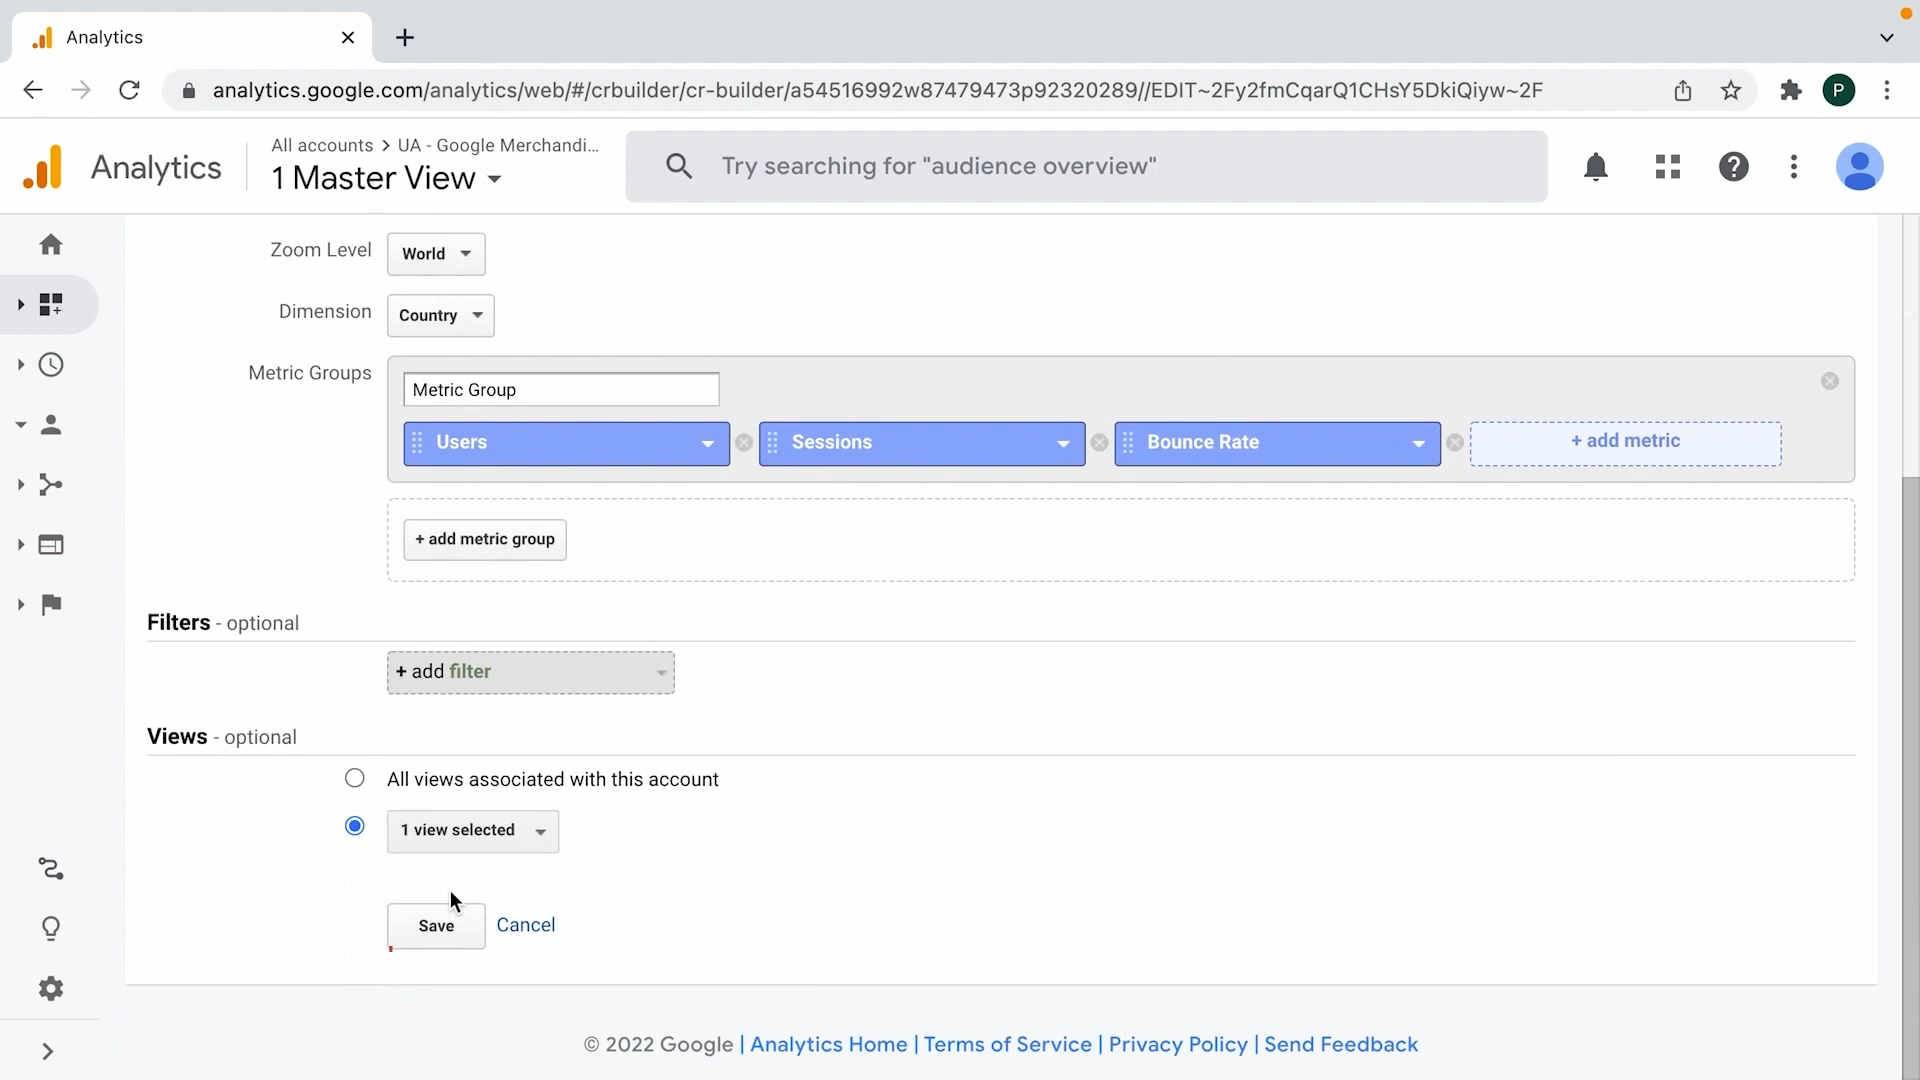 Analytics
analytics.google.com/analytics/web/#/crbuilder/cr-builder/a54516992w87479473p92320289//EDIT~2Fy2fmCqarQ1CHsY5DkiQiyw~2F
P
Analytics
All accounts > UA - Google Merchandi...
1 Master View
Try searching for "audience overview"
Zoom Level
World
Dimension
Country
Metric Groups
Metric Group
Users
Sessions
Bounce Rate
+ add metric
+ add metric group
Filters - optional
+ add filter
Views - optional
All views associated with this account
1 view selected
Save
Cancel
© 2022 Google | Analytics Home | Terms of Service | Privacy Policy | Send Feedback